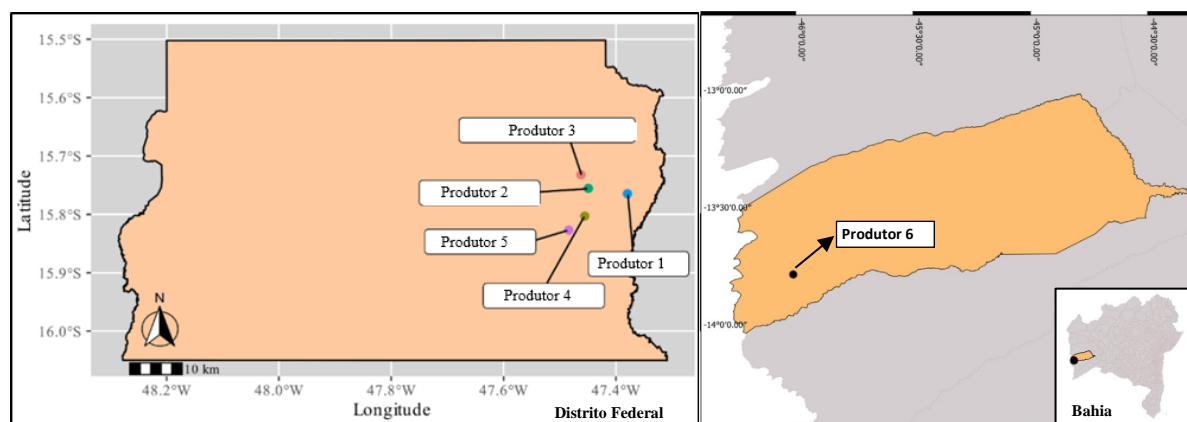 15.5°S
15.6°S
15.7°S
15.8°S
15.9°S
16.0°S
Latitude
Produtor 3
Produtor 2
Produtor 5
Produtor 1
Produtor 4
N
10 km
48.2°W
48.0°W
47.8°W
47.6°W
47.4°W
Longitude
Distrito Federal
-46°0'0.00"
-45°30'0.00"
-45°0'0.00"
-44°30'0.00"
-13°0'0.00"
-13°30'0.00"
-14°0'0.00"
Produtor 6
Bahia